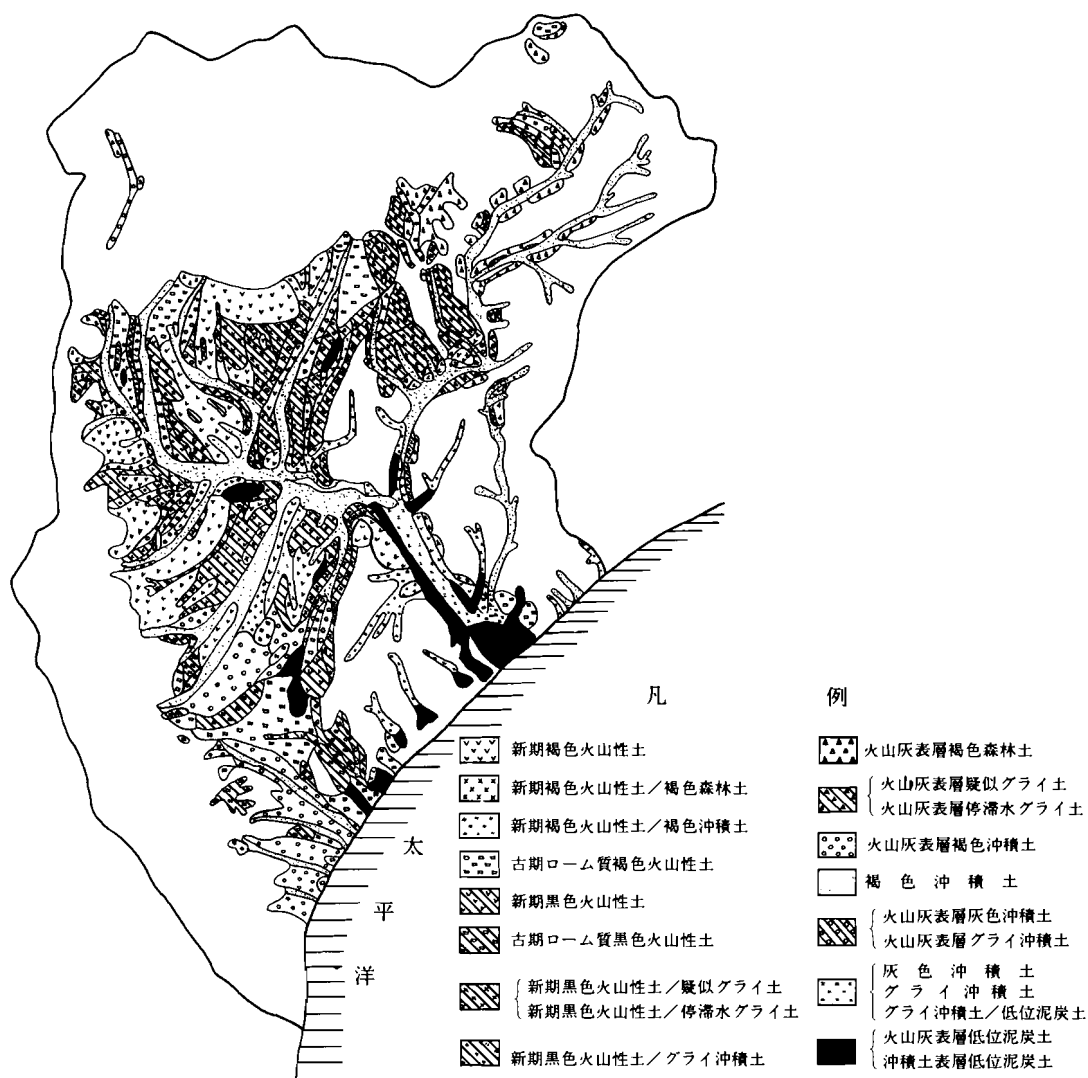 凡 例
新期褐色火山性土
新期褐色火山性土/褐色森林土
新期褐色火山性土/褐色沖積土
古期ローム質褐色火山性土
新期黒色火山性土
古期ローム質黒色火山性土
新期黒色火山性土/疑似グライ土
新期黒色火山性土/停滞水グライ土
新期黒色火山性土/グライ沖積土
火山灰表層褐色森林土
火山灰表層疑似グライ土
火山灰表層停滞水グライ土
火山灰表層褐色沖積土
褐色沖積土
火山灰表層灰色沖積土
火山灰表層グライ沖積土
灰色沖積土
グライ沖積土
グライ沖積土/低位泥炭土
火山灰表層低位泥炭土
沖積土表層低位泥炭土
太平洋